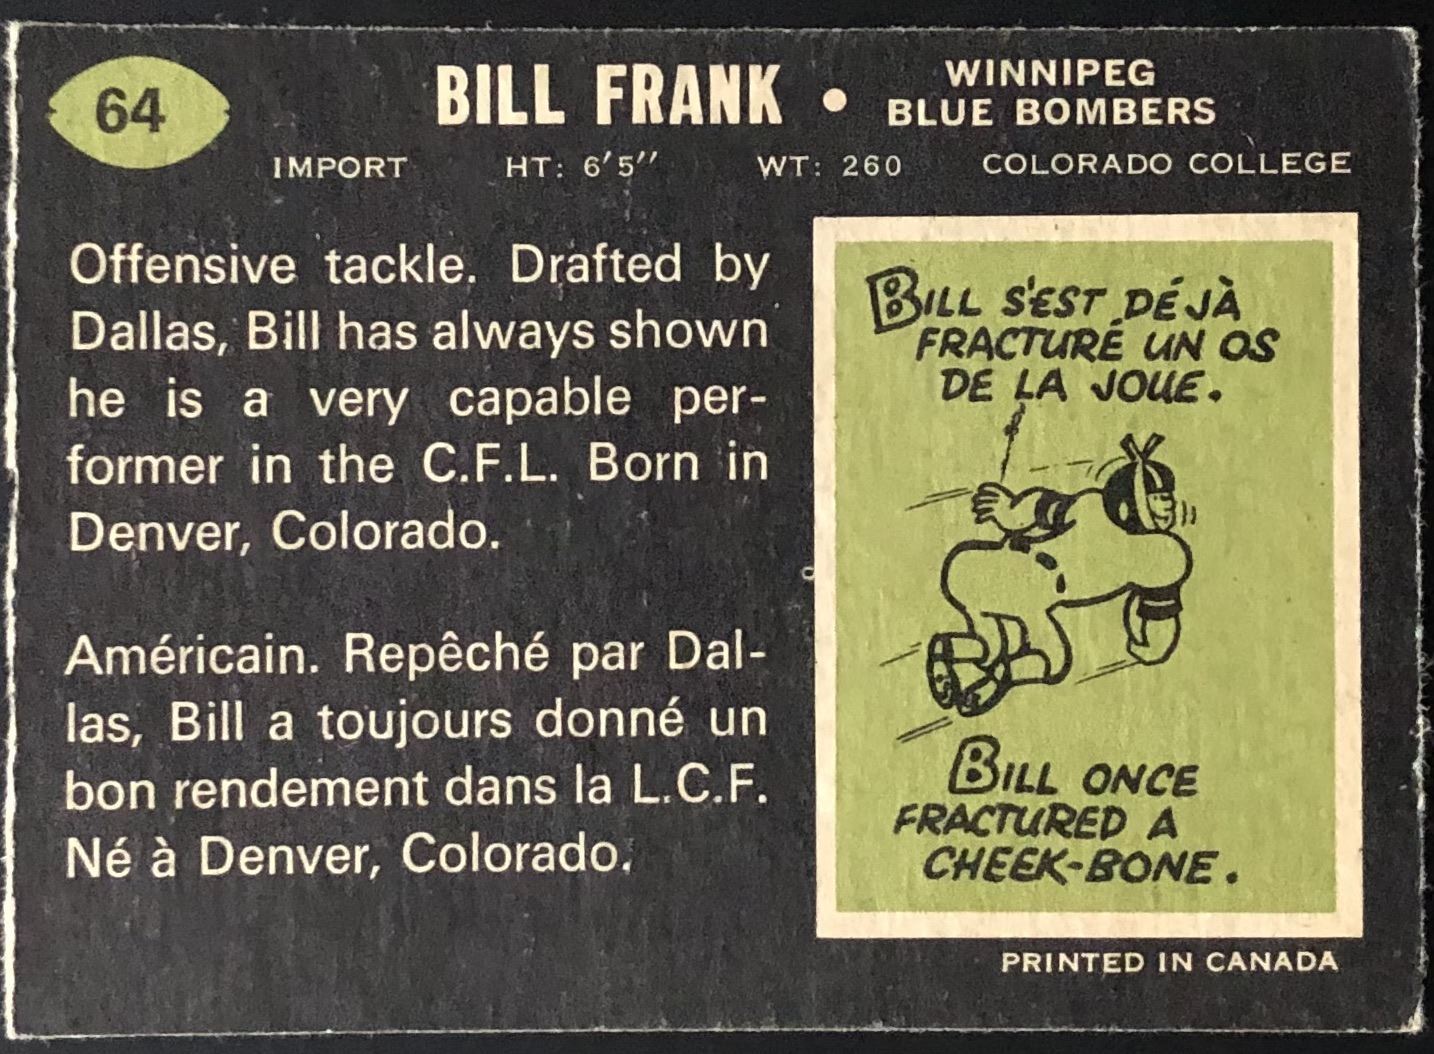 64
BILL FRANK • WINNIPEG
BLUE BOMBERS
IMPORT HT: 6'5" WT: 260 COLORADO COLLEGE
Offensive tackle. Drafted by
Dallas, Bill has always shown
he is a very capable per-
former in the C.F.L. Born in
Denver, Colorado.
Américain. Repêché par Dal-
las, Bill a toujours donné un
bon rendement dans la L.C.F.
Né à Denver, Colorado.
BILL S'EST DÉJÀ
FRACTURÉ UN OS
DE LA JOUE.
BILL ONCE
FRACTURED A
CHEEK-BONE.
PRINTED IN CANADA